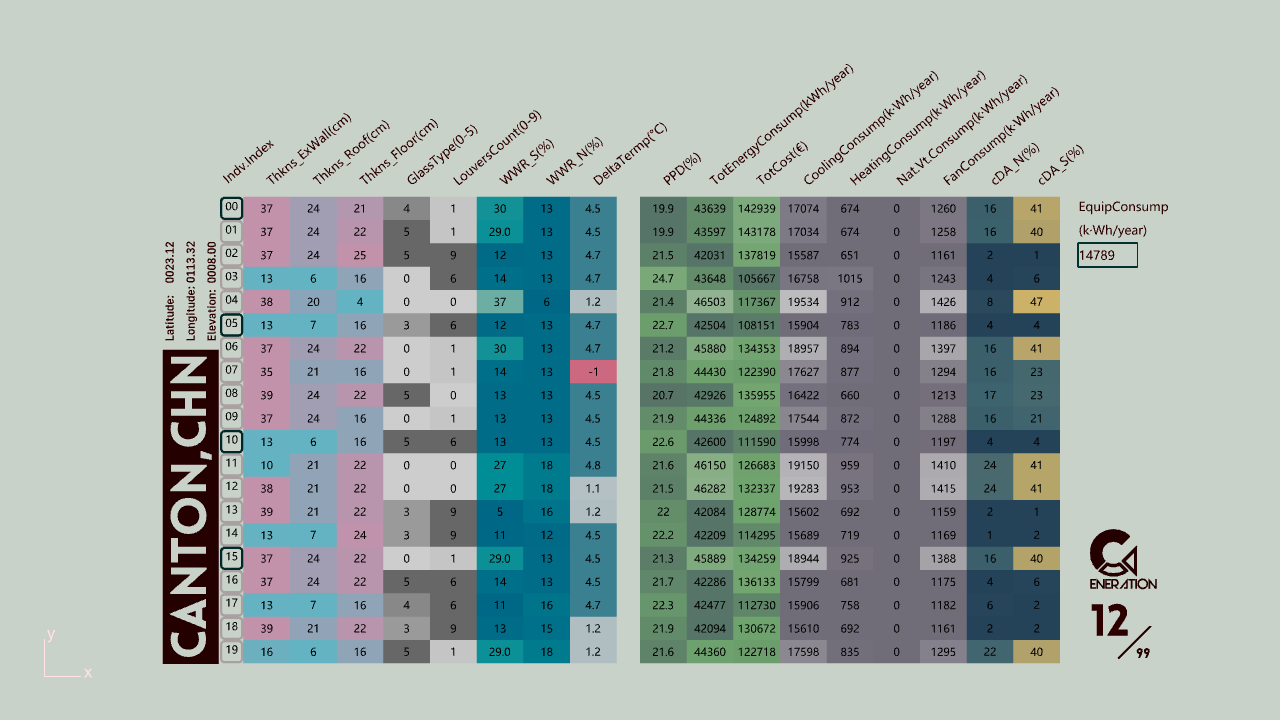 Indv.Index Thkns_ExWall(cm) Thkns_Roof(cm) Thkns_Floor(cm) GlassType(0-5) LouversCount(0-9) WWR_S(%) WWR_N(%) DeltaTermp(°C) PPD(%) TotEnergyConsump(kWh/year) TotCost(€) CoolingConsump(k·Wh/year) HeatingConsump(k·Wh/year) Nat.Vt.Consump(k·Wh/year) FanConsump(k·Wh/year) cDA_N(%) cDA_S(%)
00 37 24 21 4 1 30 13 4.5 19.9 43639 142939 17074 674 0 1260 16 41
01 37 24 22 5 1 29.0 13 4.5 19.9 43597 143178 17034 674 0 1258 16 40
02 37 24 25 5 9 12 13 4.7 21.5 42031 137819 15587 651 0 1161 2 1
03 13 6 16 0 6 14 13 4.7 24.7 43648 105667 16758 1015 0 1243 4 6
04 38 20 4 0 0 37 6 1.2 21.4 46503 117367 19534 912 0 1426 8 47
05 13 7 16 3 6 12 13 4.7 22.7 42504 108151 15904 783 0 1186 4 4
06 37 24 22 0 1 30 13 4.7 21.2 45880 134353 18957 894 0 1397 16 41
07 35 21 16 0 1 14 13 -1 21.8 44430 122390 17627 877 0 1294 16 23
08 39 24 22 5 0 13 13 4.5 20.7 42926 135955 16422 660 0 1213 17 23
09 37 24 16 0 1 13 13 4.5 21.9 44336 124892 17544 872 0 1288 16 21
10 13 6 16 5 6 13 13 4.5 22.6 42600 111590 15998 774 0 1197 4 4
11 10 21 22 0 0 27 18 4.8 21.6 46150 126683 19150 959 0 1410 24 41
12 38 21 22 0 0 27 18 1.1 21.5 46282 132337 19283 953 0 1415 24 41
13 39 21 22 3 9 5 16 1.2 22 42084 128774 15602 692 0 1159 2 1
14 13 7 24 3 9 11 12 4.5 22.2 42209 114295 15689 719 0 1169 1 2
15 37 24 22 0 1 29.0 13 4.5 21.3 45889 134259 18944 925 0 1388 16 40
16 37 24 22 5 6 14 13 4.5 21.7 42286 136133 15799 681 0 1175 4 6
17 13 7 16 4 6 11 16 4.7 22.3 42477 112730 15906 758 0 1182 6 2
18 39 21 22 3 9 13 15 1.2 21.9 42094 130672 15610 692 0 1161 2 2
19 16 6 16 5 1 29.0 18 1.2 21.6 44360 122718 17598 835 0 1295 22 40
Latitude: 0023.12
Longitude: 0113.32
Elevation: 0008.00
CANTON,CHN
EquipConsump
(k·Wh/year)
14789
ENERATION
12/99
y
x